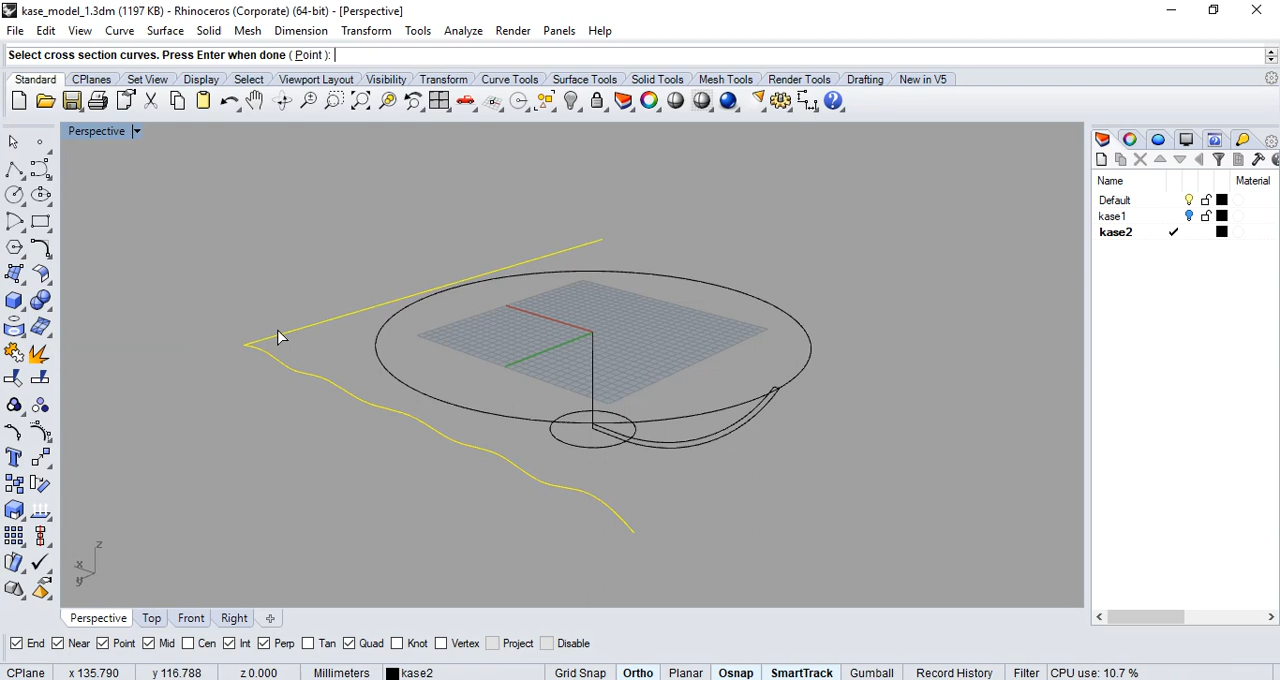 kase_model_1.3dm (1197 KB) - Rhinoceros (Corporate) (64-bit) - [Perspective]
File Edit View Curve Surface Solid Mesh Dimension Transform Tools Analyze Render Panels Help
Select cross section curves. Press Enter when done ( Point ):
Standard CPlanes Set View Display Select Viewport Layout Visibility Transform Curve Tools Surface Tools Solid Tools Mesh Tools Render Tools Drafting New in V5
Perspective
Name Material
Default
kase1
kase2
z
x
y
Perspective Top Front Right
End Near Point Mid Cen Int Perp Tan Quad Knot Vertex Project Disable
CPlane x 135.790 y 116.788 z 0.000 Millimeters kase2 Grid Snap Ortho Planar Osnap SmartTrack Gumball Record History Filter CPU use: 10.7 %